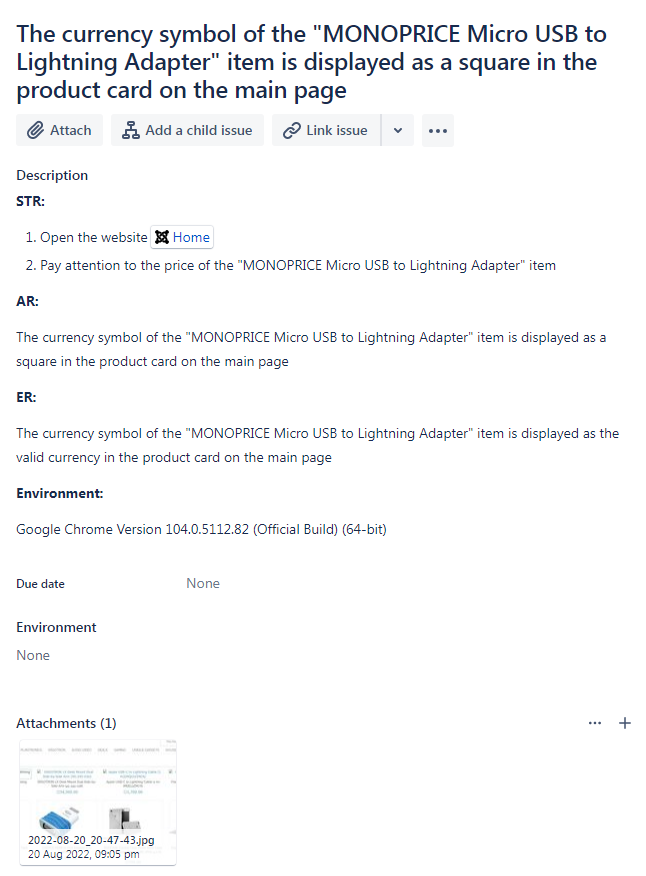 The currency symbol of the "MONOPRICE Micro USB to
Lightning Adapter" item is displayed as a square in the
product card on the main page
Attach
Add a child issue
Link issue
Description
STR:
1. Open the website Home
2. Pay attention to the price of the "MONOPRICE Micro USB to Lightning Adapter" item
AR:
The currency symbol of the "MONOPRICE Micro USB to Lightning Adapter" item is displayed as a
square in the product card on the main page
ER:
The currency symbol of the "MONOPRICE Micro USB to Lightning Adapter" item is displayed as the
valid currency in the product card on the main page
Environment:
Google Chrome Version 104.0.5112.82 (Official Build) (64-bit)
Due date None
Environment
None
Attachments (1)
2022-08-20_20-47-43.jpg
20 Aug 2022, 09:05 pm